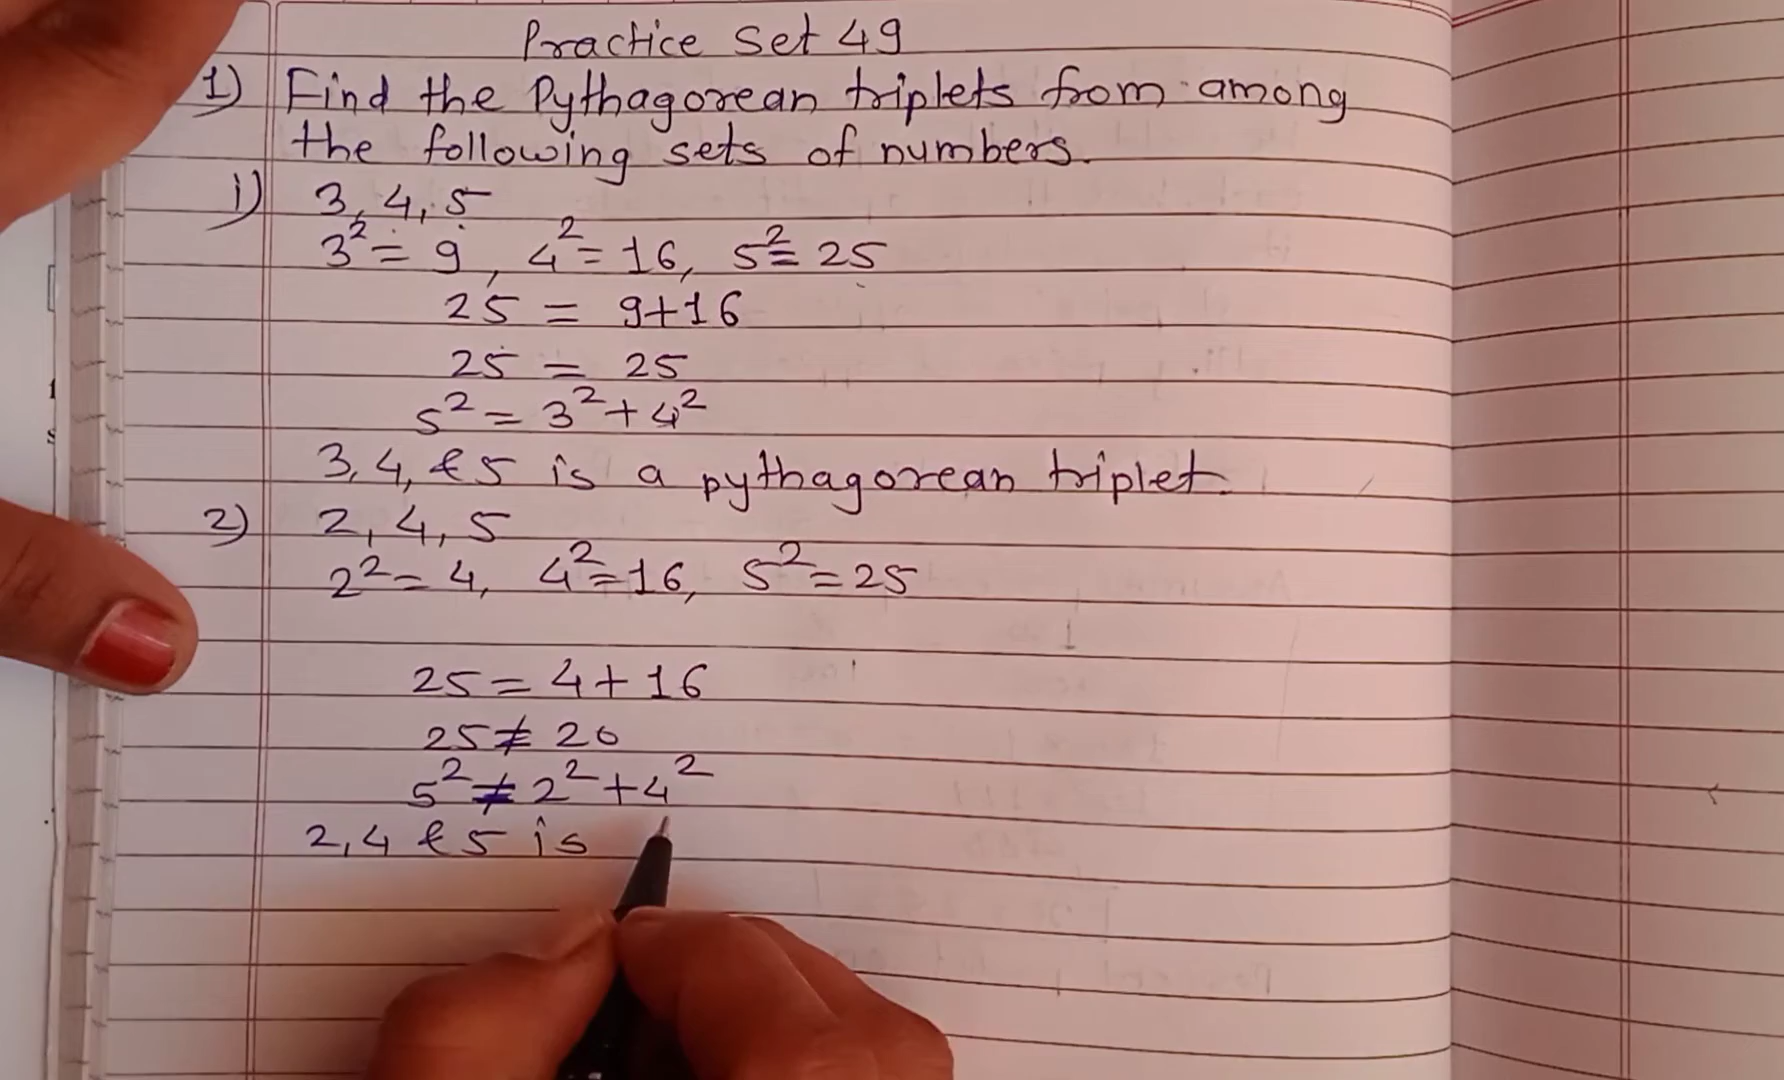 Practice Set 49
1) Find the Pythagorean triplets from among
the following sets of numbers.
i) 3, 4, 5
3² = 9, 4² = 16, 5² = 25
25 = 9+16
25 = 25
5² = 3² + 4²
3, 4, & 5 is a pythagorean triplet.
2) 2, 4, 5
2² = 4, 4² = 16, 5² = 25
25 = 4 + 16
25 ≠ 20
5² ≠ 2² + 4²
2, 4 & 5 is